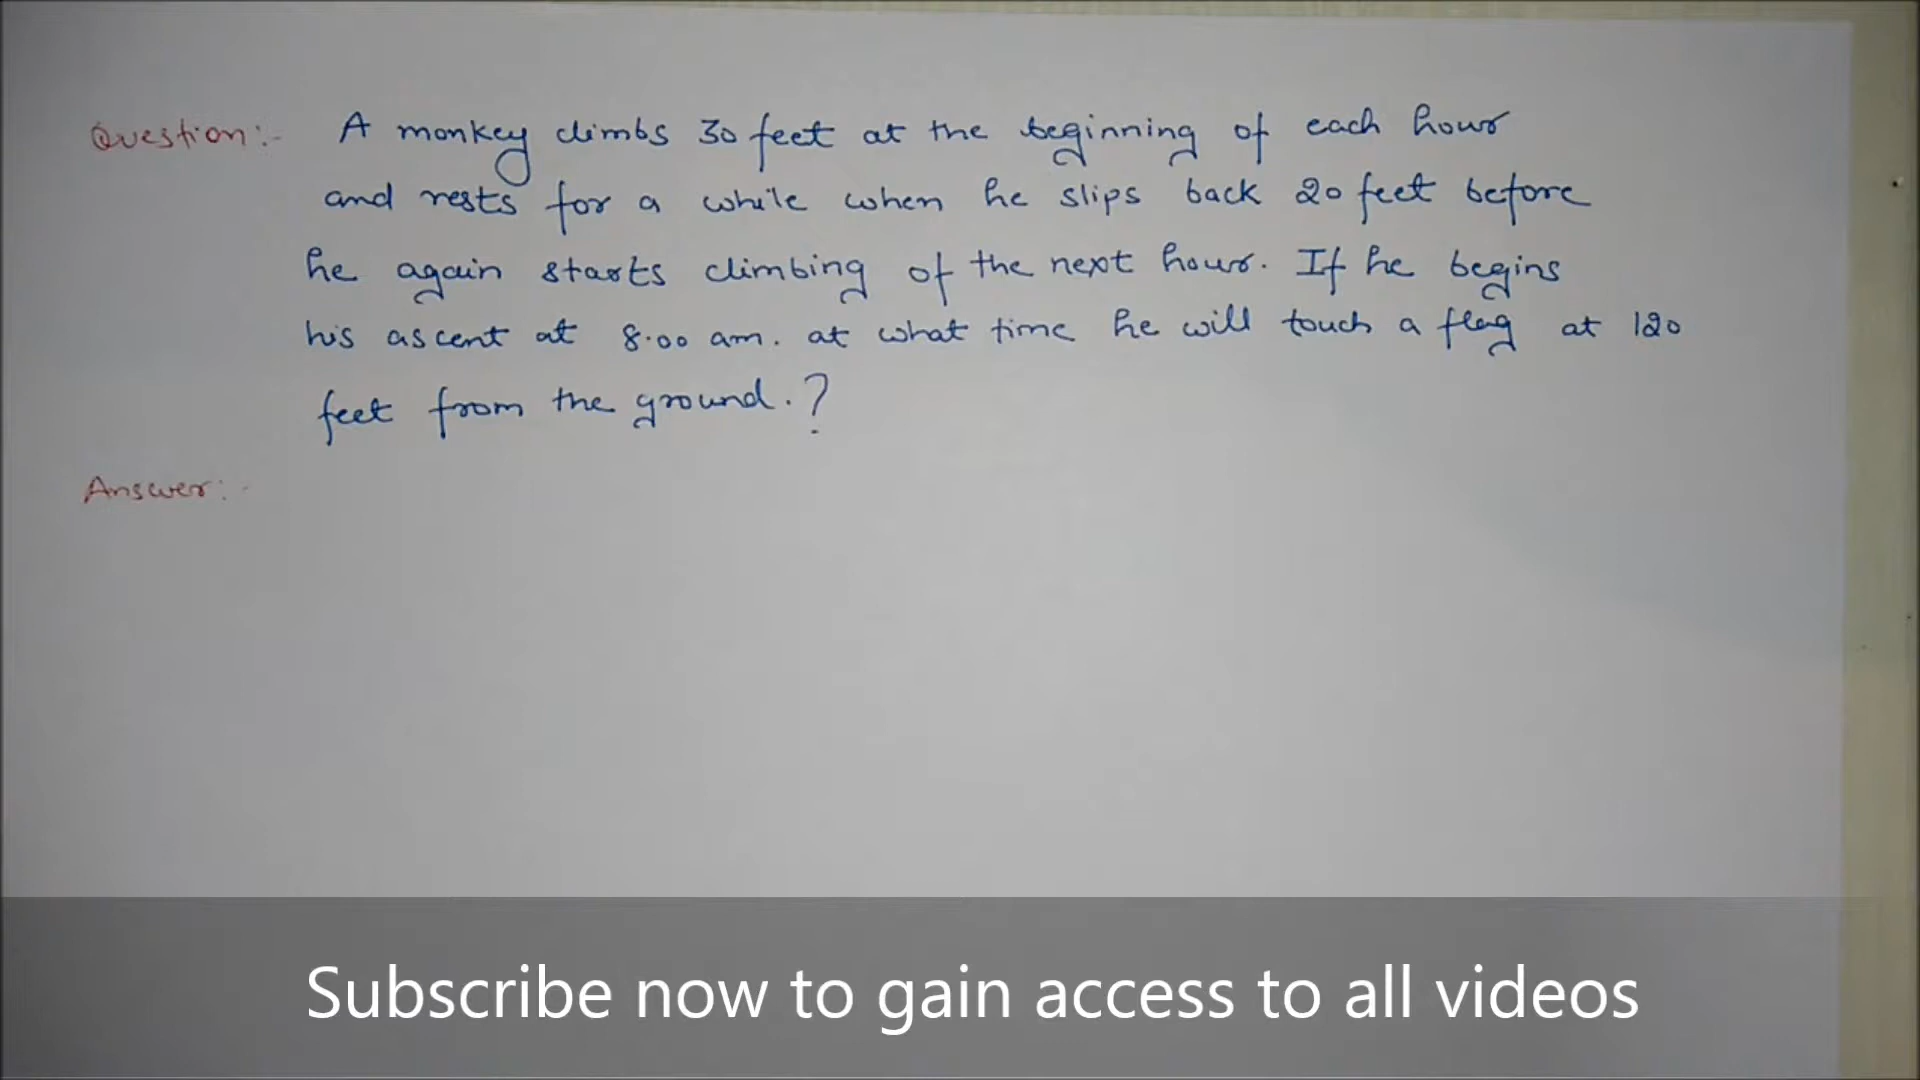 Question:- A monkey climbs 30 feet at the beginning of each hour
and rests for a while when he slips back 20 feet before
he again starts climbing of the next hour. If he begins
his ascent at 8.00 am. at what time he will touch a flag at 120
feet from the ground.?
Answer:-
Subscribe now to gain access to all videos